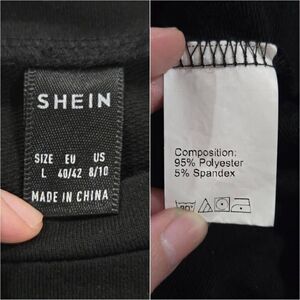 SHEIN
SIZE EU US
L 40/42 8/10
MADE IN CHINA
Composition:
95% Polyester
5% Spandex